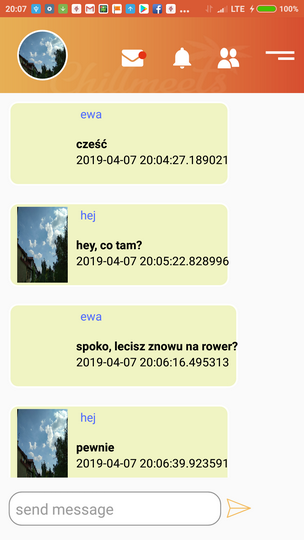 20:07
... LTE 100%
Chillmeets
ewa
cześć
2019-04-07 20:04:27.189021
hej
hey, co tam?
2019-04-07 20:05:22.828996
ewa
spoko, lecisz znowu na rower?
2019-04-07 20:06:16.495313
hej
pewnie
2019-04-07 20:06:39.923591
send message